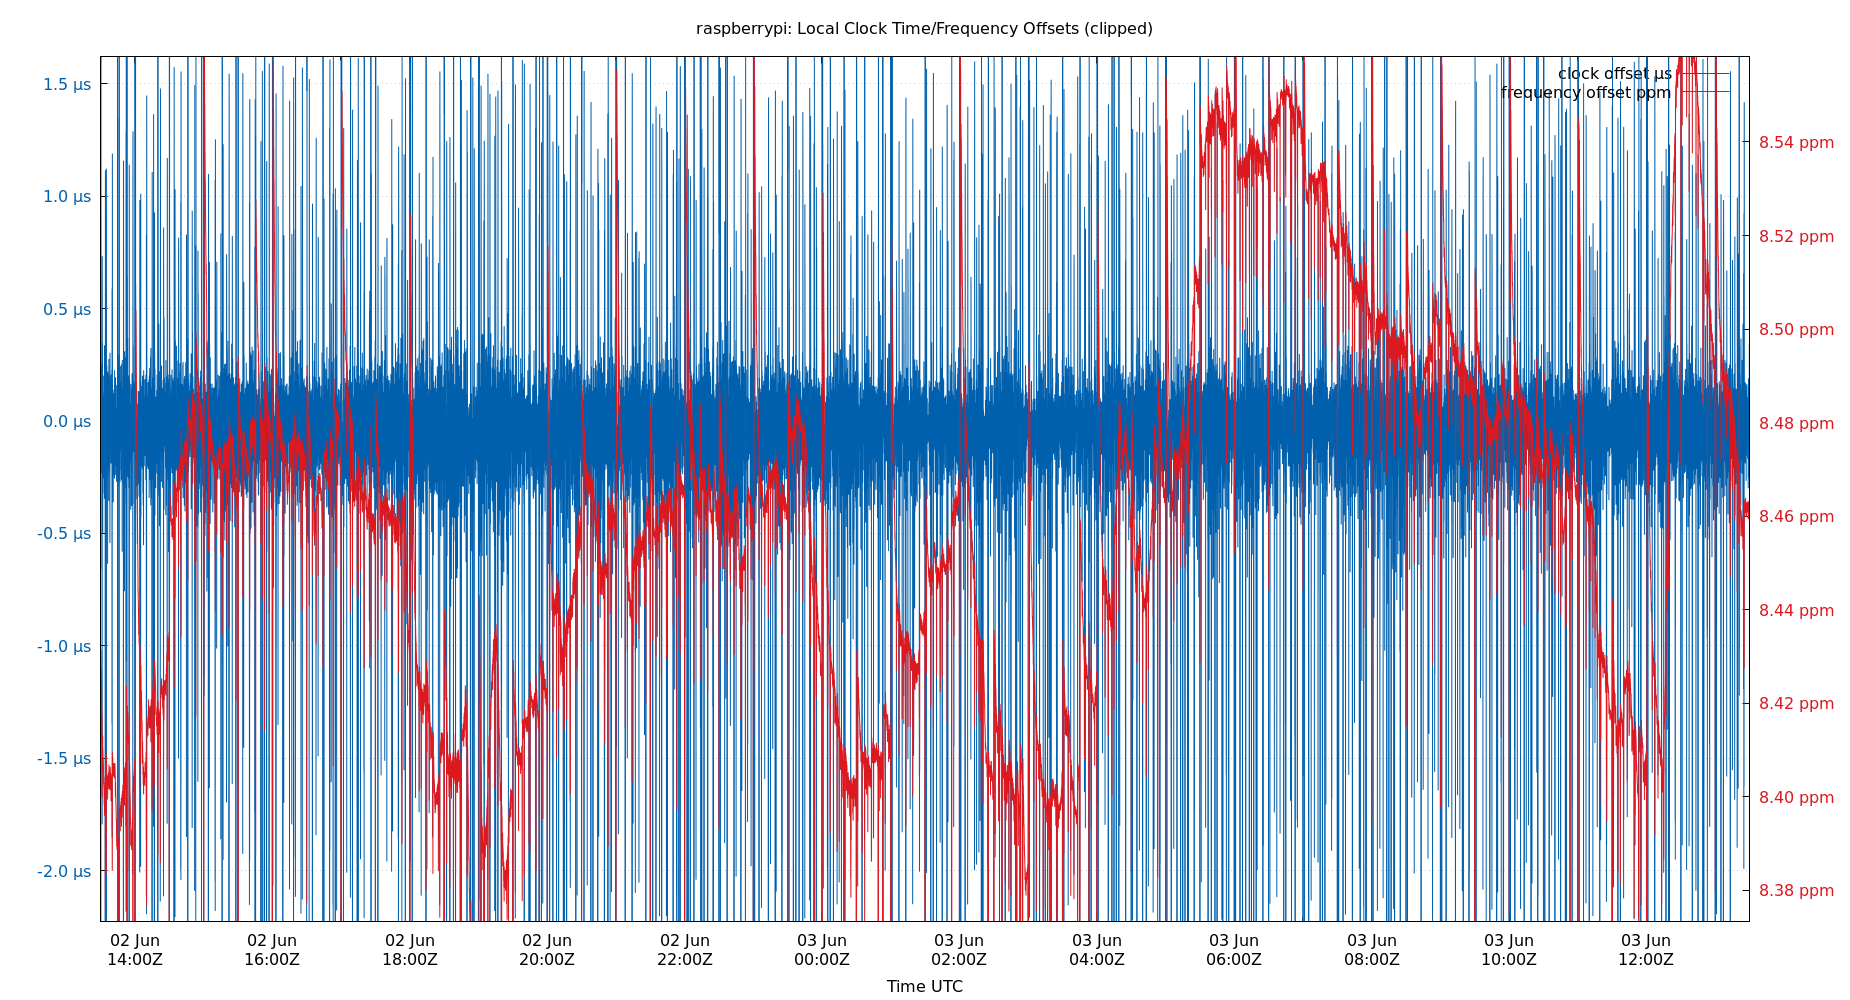 raspberrypi: Local Clock Time/Frequency Offsets (clipped)
clock offset µs
frequency offset ppm
1.5 µs
1.0 µs
0.5 µs
0.0 µs
-0.5 µs
-1.0 µs
-1.5 µs
-2.0 µs
8.54 ppm
8.52 ppm
8.50 ppm
8.48 ppm
8.46 ppm
8.44 ppm
8.42 ppm
8.40 ppm
8.38 ppm
02 Jun 02 Jun 02 Jun 02 Jun 02 Jun 03 Jun 03 Jun 03 Jun 03 Jun 03 Jun 03 Jun 03 Jun
14:00Z 16:00Z 18:00Z 20:00Z 22:00Z 00:00Z 02:00Z 04:00Z 06:00Z 08:00Z 10:00Z 12:00Z
Time UTC